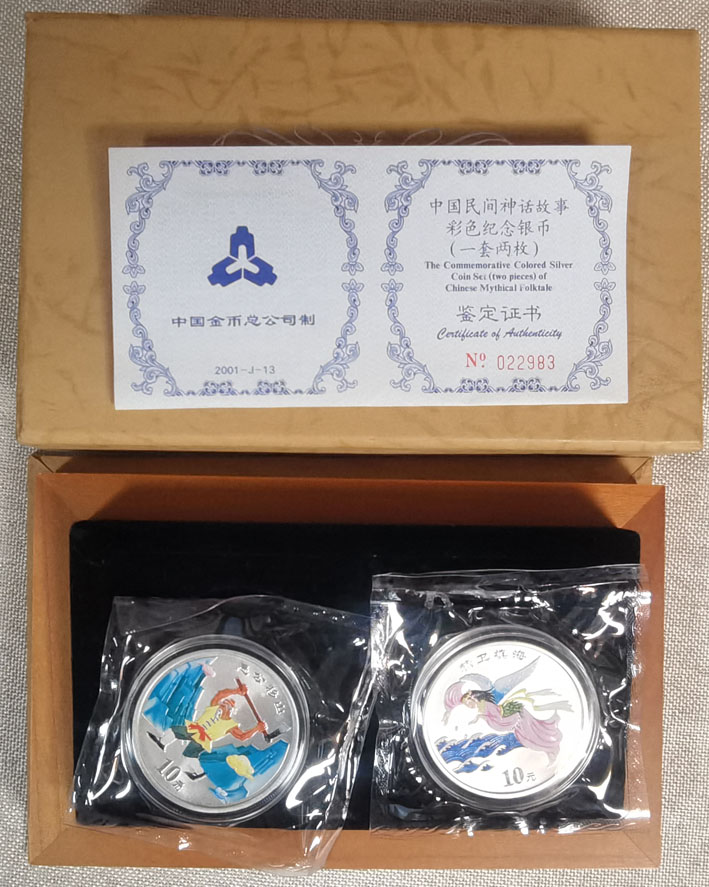 中国金币总公司制
2001-J-13
中国民间神话故事
彩色纪念银币
(一套两枚)
The Commemorative Colored Silver
Coin Set (two pieces) of
Chinese Mythical Folktale
鉴定证书
Certificate of Authenticity
Nº 022983
愚公移山
10元
精卫填海
10元